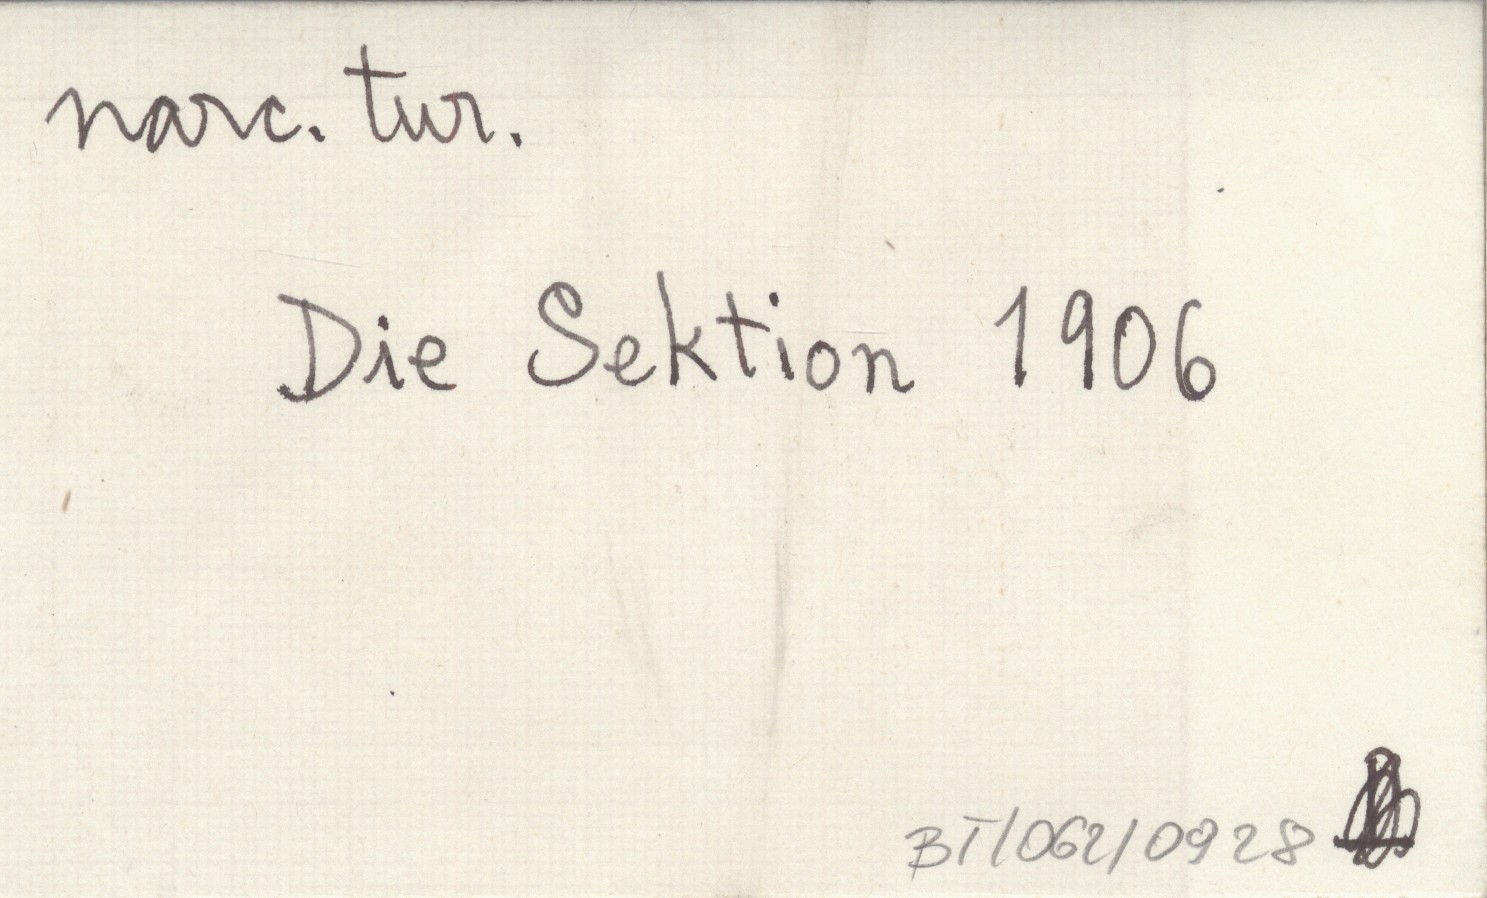 narc. tur.
Die Sektion 1906
BT/062/0928